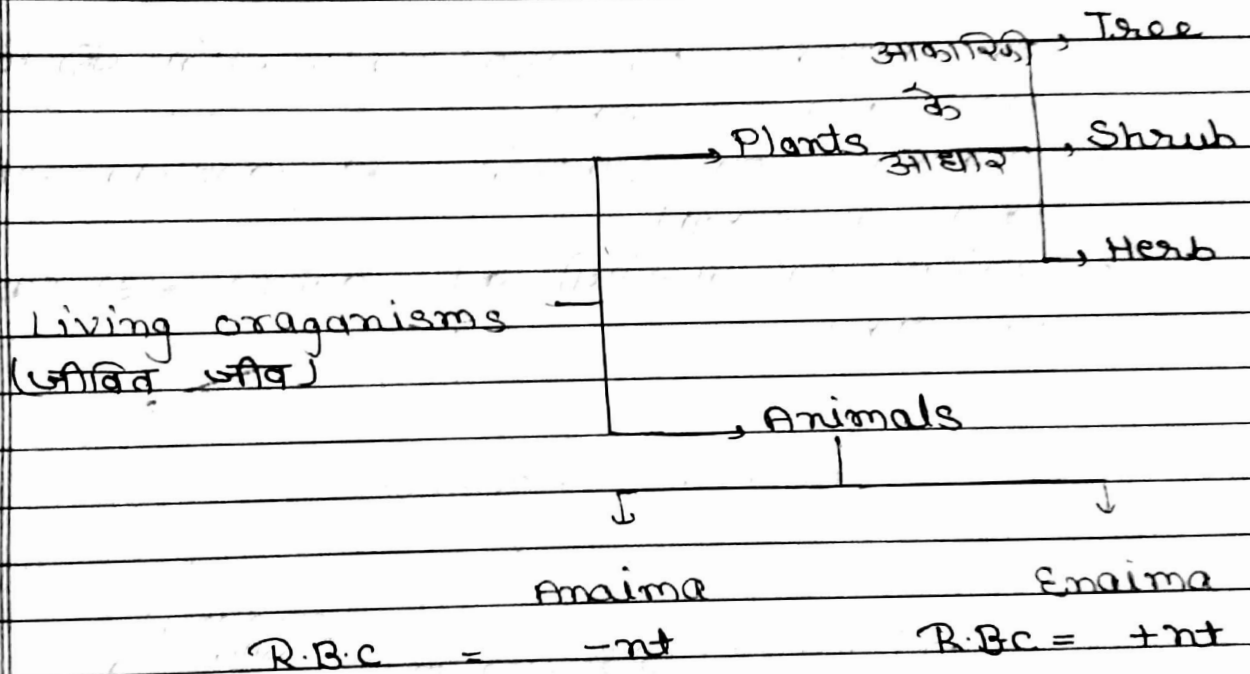 आकारिकी → Tree
के
Plants आधार → Shrub
→ Herb
Living oraganisms
(जीवित जीव)
→ Animals
Anaima Enaima
R.B.C = -nt R.B.C = +nt